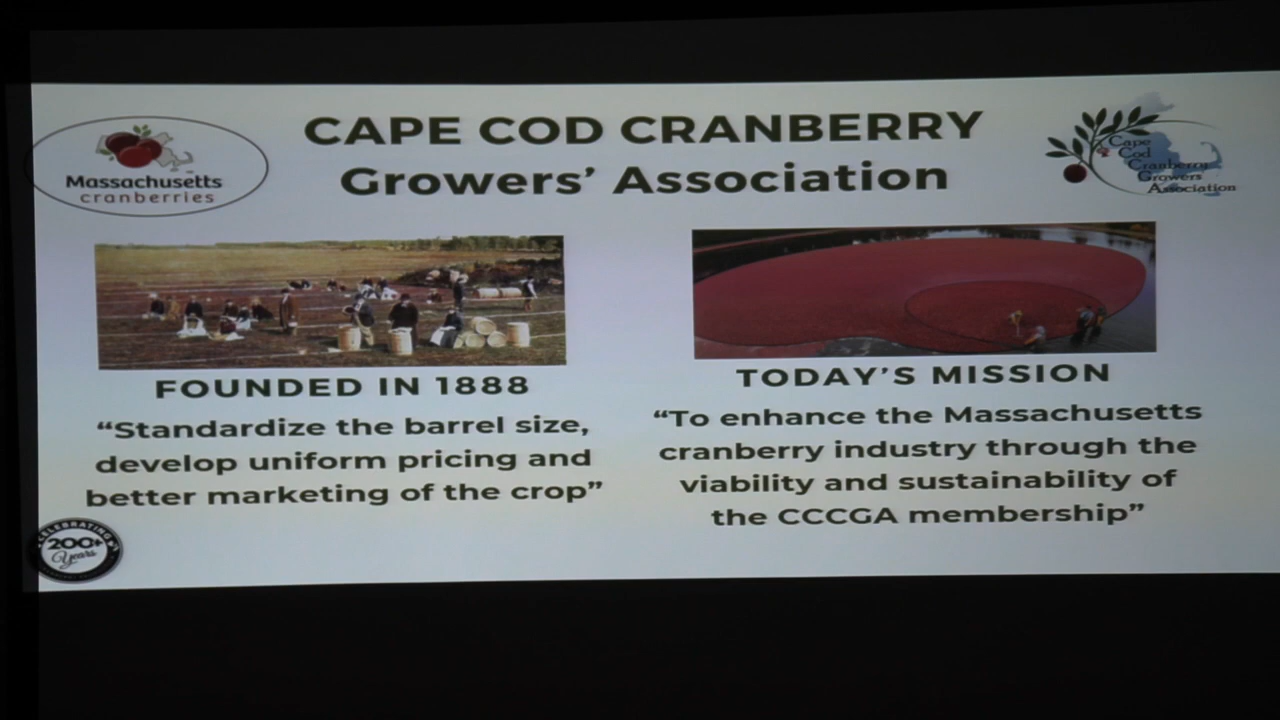 CAPE COD CRANBERRY
Growers' Association
Massachusetts
cranberries
Cape
Cod
Cranberry
Growers
Association
FOUNDED IN 1888
“Standardize the barrel size,
develop uniform pricing and
better marketing of the crop”
TODAY'S MISSION
“To enhance the Massachusetts
cranberry industry through the
viability and sustainability of
the CCCGA membership”
CELEBRATING
200+
Years